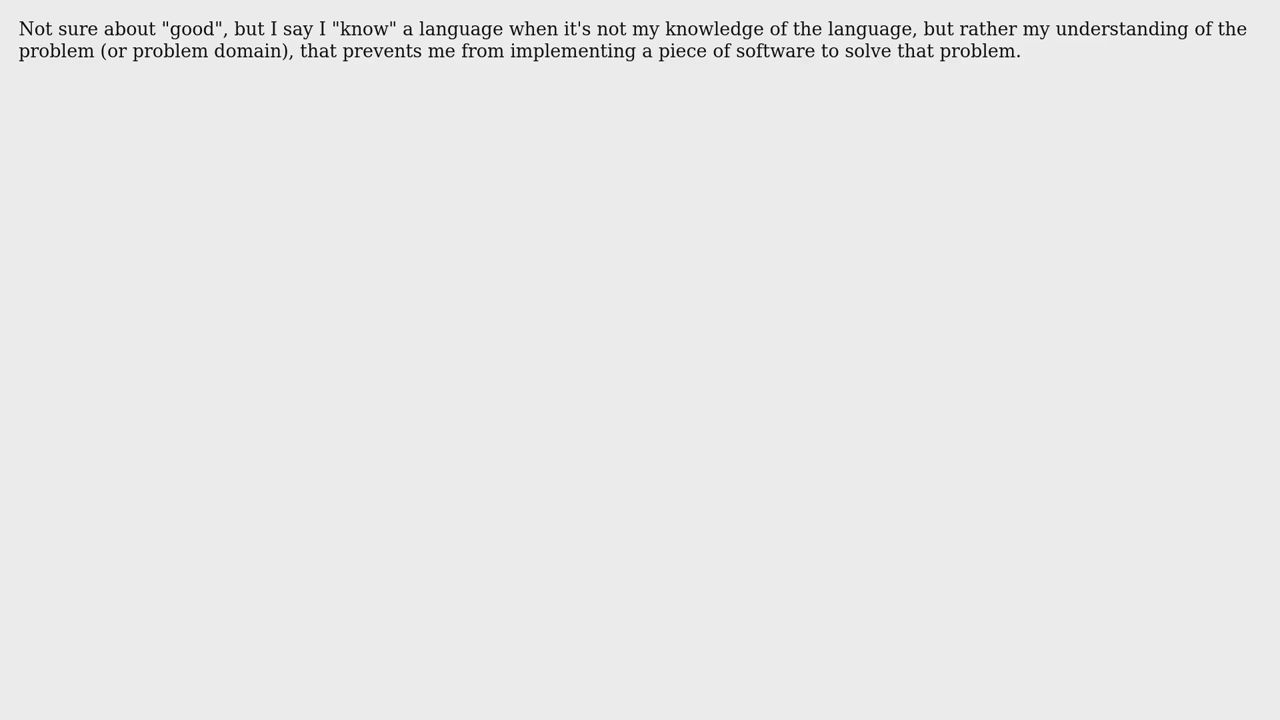 Not sure about "good", but I say I "know" a language when it's not my knowledge of the language, but rather my understanding of the
problem (or problem domain), that prevents me from implementing a piece of software to solve that problem.